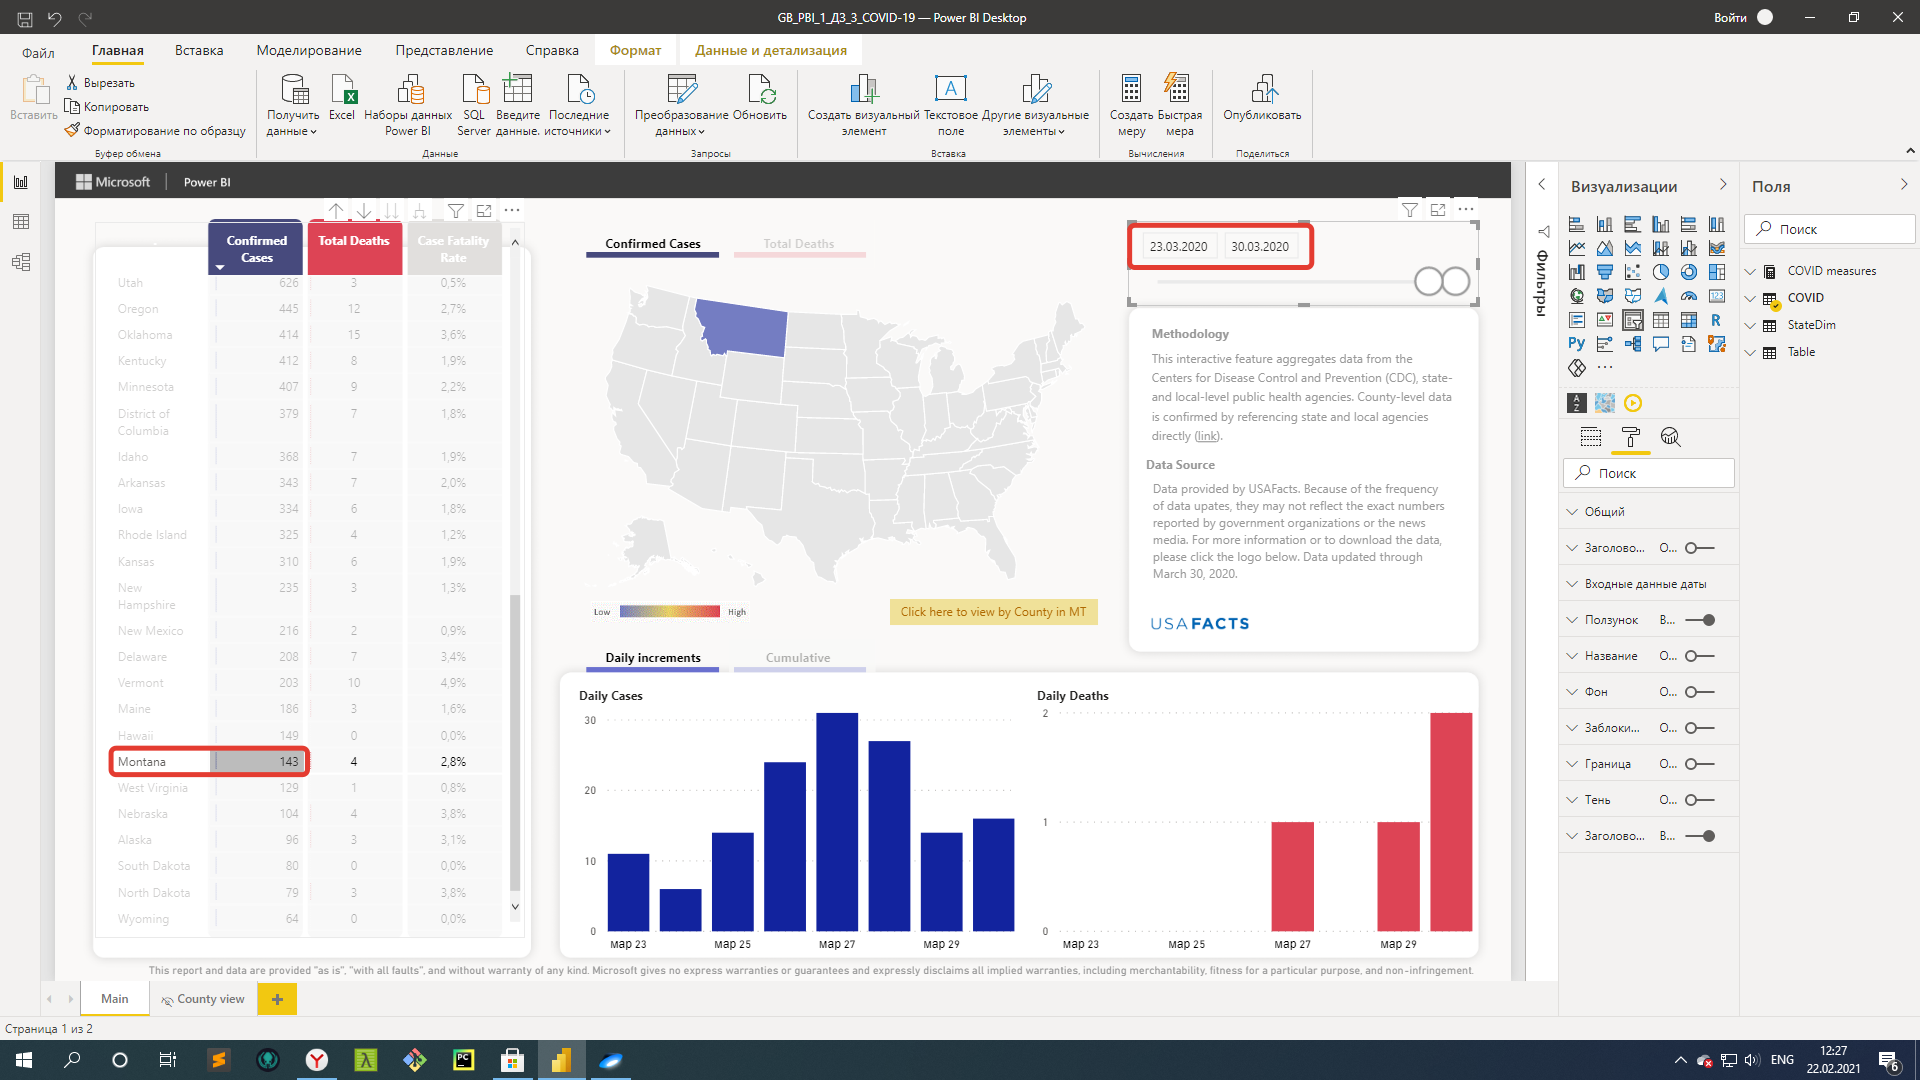 GB_PBI_1_ДЗ_3_COVID-19 — Power BI Desktop
Войти
Файл
Главная
Вставка
Моделирование
Представление
Справка
Формат
Данные и детализация
Вставить
Вырезать
Копировать
Форматирование по образцу
Буфер обмена
Получить данные
Excel
Наборы данных Power BI
SQL Server
Введите данные.
Последние источники
Данные
Преобразование данных
Обновить
Запросы
Создать визуальный элемент
Текстовое поле
Другие визуальные элементы
Вставка
Создать меру
Быстрая мера
Вычисления
Опубликовать
Поделиться
Microsoft
Power BI
Confirmed Cases
Total Deaths
Case Fatality Rate
Utah 626 3 0,5%
Oregon 445 12 2,7%
Oklahoma 414 15 3,6%
Kentucky 412 8 1,9%
Minnesota 407 9 2,2%
District of Columbia 379 7 1,8%
Idaho 368 7 1,9%
Arkansas 343 7 2,0%
Iowa 334 6 1,8%
Rhode Island 325 4 1,2%
Kansas 310 6 1,9%
New Hampshire 235 3 1,3%
New Mexico 216 2 0,9%
Delaware 208 7 3,4%
Vermont 203 10 4,9%
Maine 186 3 1,6%
Hawaii 149 0 0,0%
Montana 143 4 2,8%
West Virginia 129 1 0,8%
Nebraska 104 4 3,8%
Alaska 96 3 3,1%
South Dakota 80 0 0,0%
North Dakota 79 3 3,8%
Wyoming 64 0 0,0%
Confirmed Cases
Total Deaths
Low
High
Click here to view by County in MT
23.03.2020
30.03.2020
Methodology
This interactive feature aggregates data from the
Centers for Disease Control and Prevention (CDC), state-
and local-level public health agencies. County-level data
is confirmed by referencing state and local agencies
directly (link).
Data Source
Data provided by USAFacts. Because of the frequency
of data upates, they may not reflect the exact numbers
reported by government organizations or the news
media. For more information or to download the data,
please click the logo below. Data updated through
March 30, 2020.
USAFACTS
Daily increments
Cumulative
Daily Cases
30
20
10
0
мар 23
мар 25
мар 27
мар 29
Daily Deaths
2
1
0
мар 23
мар 25
мар 27
мар 29
This report and data are provided "as is", "with all faults", and without warranty of any kind. Microsoft gives no express warranties or guarantees and expressly disclaims all implied warranties, including merchantability, fitness for a particular purpose, and non-infringement.
Main
County view
+
Страница 1 из 2
Фильтры
Визуализации
123
R
Py
A
Z
Поиск
Общий
Заголово... О...
Входные данные даты
Ползунок В...
Название О...
Фон О...
Заблоки... О...
Граница О...
Тень О...
Заголово... В...
Поля
Поиск
COVID measures
COVID
StateDim
Table
PC
ENG
12:27
22.02.2021
6